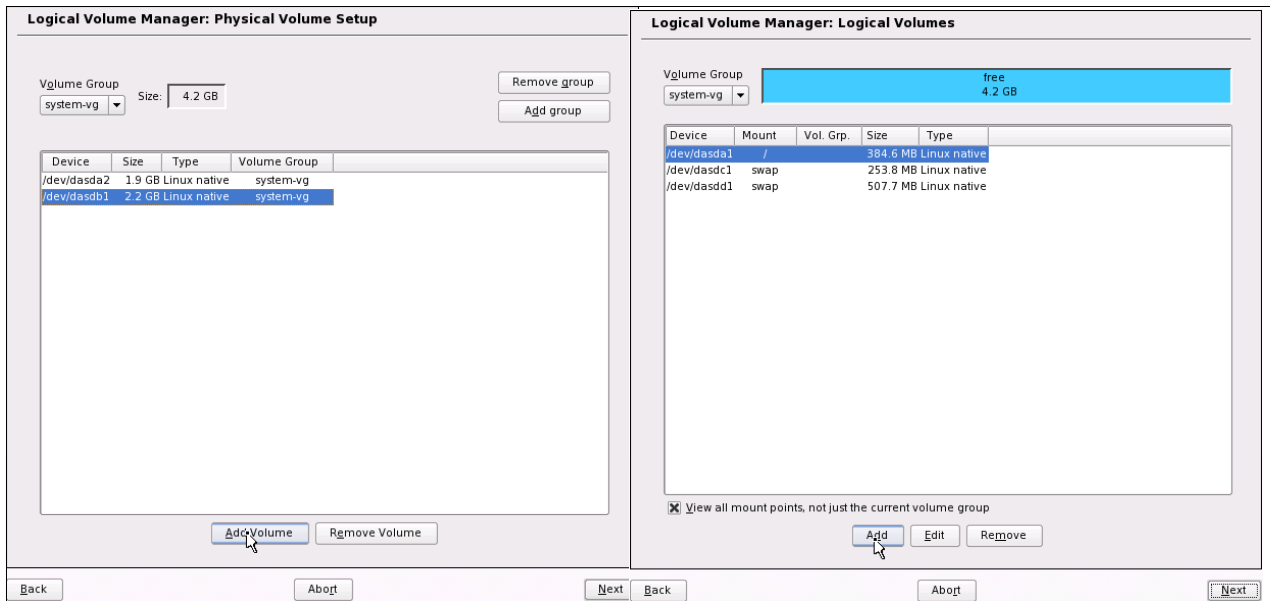 Logical Volume Manager: Physical Volume Setup
Volume Group
system-vg
Size: 4.2 GB
Remove group
Add group
Device Size Type Volume Group
/dev/dasda2 1.9 GB Linux native system-vg
/dev/dasdb1 2.2 GB Linux native system-vg
Add Volume Remove Volume
Back Abort Next
Logical Volume Manager: Logical Volumes
Volume Group
system-vg
free
4.2 GB
Device Mount Vol. Grp. Size Type
/dev/dasda1 / 384.6 MB Linux native
/dev/dasdc1 swap 253.8 MB Linux native
/dev/dasdd1 swap 507.7 MB Linux native
View all mount points, not just the current volume group
Add Edit Remove
Back Abort Next